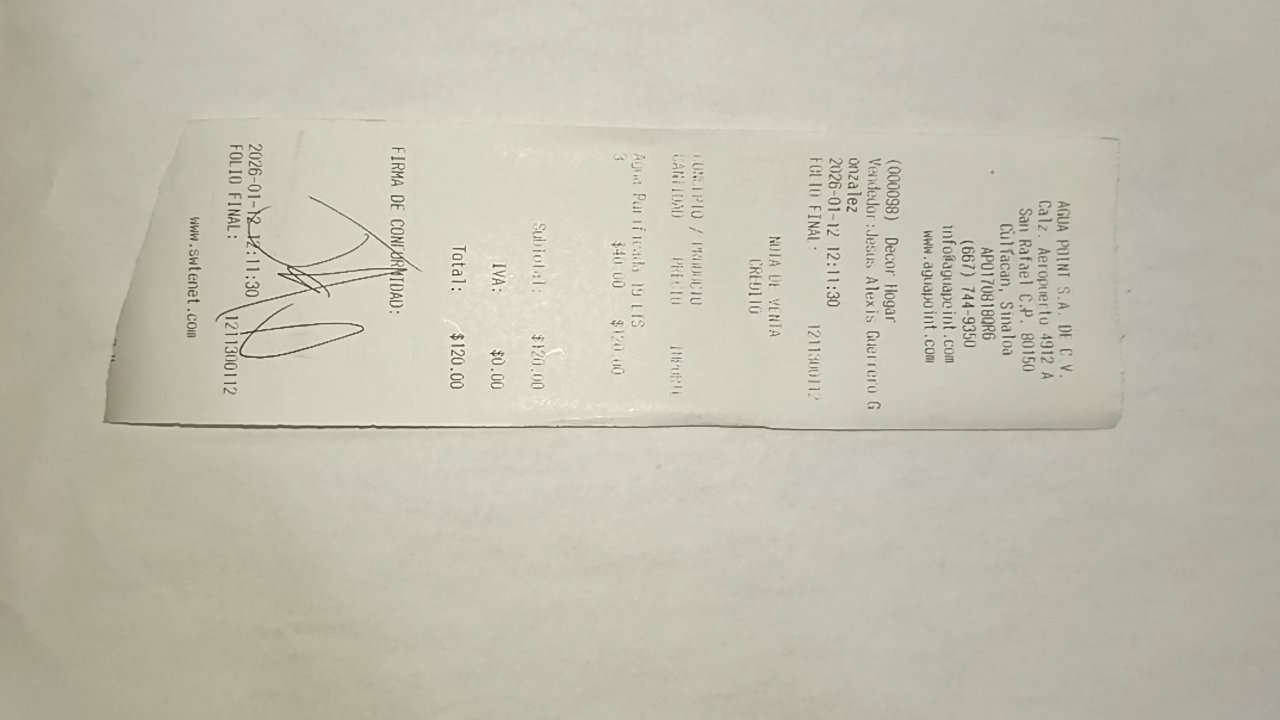 AGUA POINT S.A. DE C.V.
Calz. Aeropuerto 4912 A
San Rafael C.P. 80150
Culiacan, Sinaloa
APO170818QR6
(667) 744-9350
info@aguapoint.com
www.aguapoint.com
(000098) Decor Hogar
Vendedor:Jesus Alexis Guerrero G
onzalez
2026-01-12 12:11:30
FOLIO FINAL: 1211300112
NOTA DE VENTA
CREDITO
CONCEPTO / PRODUCTO
CANTIDAD PRECIO IMPORTE
Agua Purificada 19 LTS
3 $40.00 $120.00
Subtotal: $120.00
IVA: $0.00
Total: $120.00
FIRMA DE CONFORMIDAD:
2026-01-12 12:11:30
FOLIO FINAL: 1211300112
www.swtenet.com